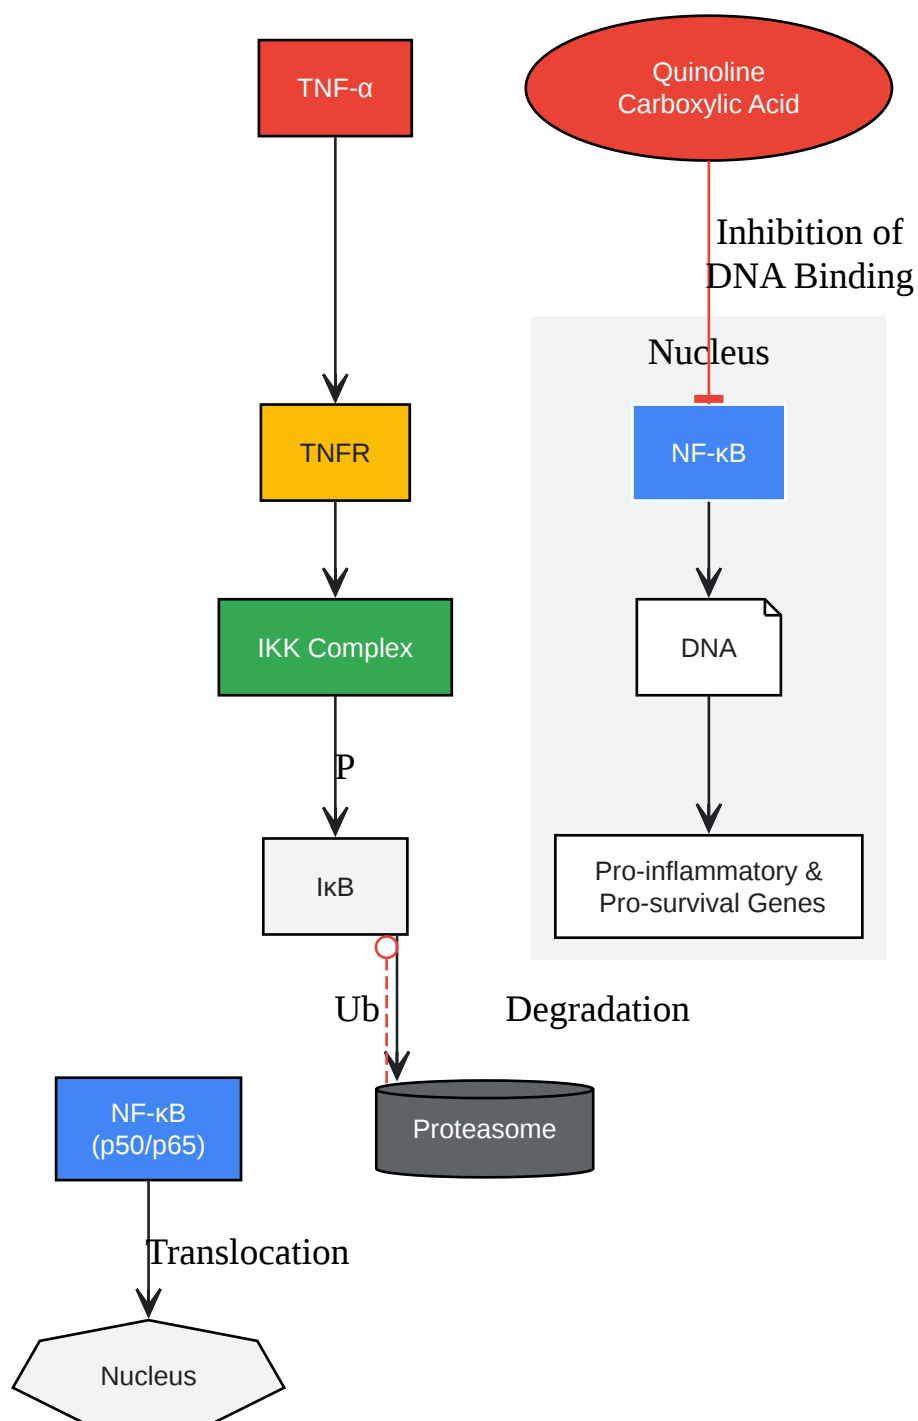 TNF-α
Quinoline
Carboxylic Acid
Inhibition of
DNA Binding
Nucleus
TNFR
NF-κB
IKK Complex
DNA
P
IκB
Pro-inflammatory &
Pro-survival Genes
Ub
Degradation
NF-κB
(p50/p65)
Proteasome
Translocation
Nucleus